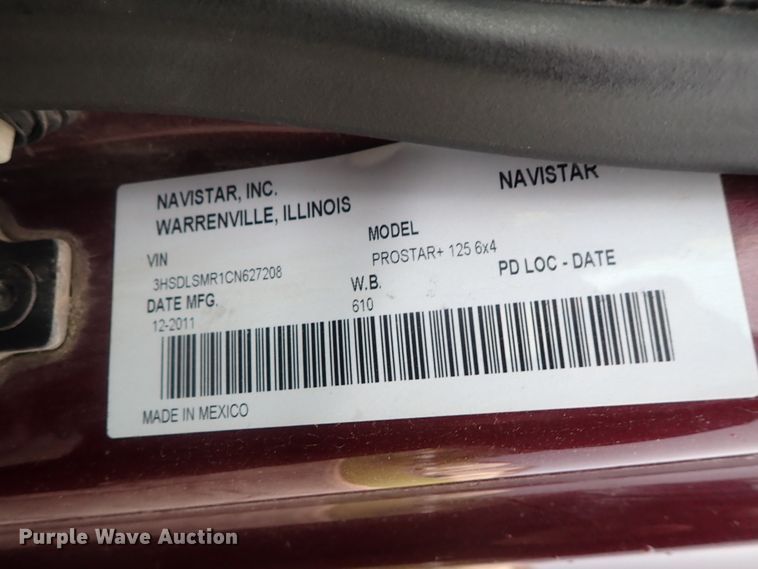 NAVISTAR, INC.
NAVISTAR
WARRENVILLE, ILLINOIS
VIN
MODEL
3HSDLSMR1CN627208
PROSTAR+ 125 6x4
DATE MFG.
W.B.
PD LOC - DATE
12-2011
610
MADE IN MEXICO
Purple Wave Auction